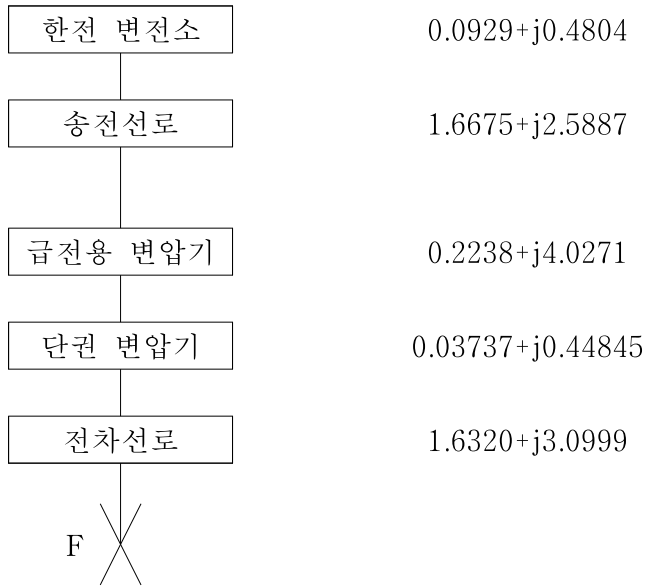 한전 변전소 0.0929+j0.4804
송전선로 1.6675+j2.5887
급전용 변압기 0.2238+j4.0271
단권 변압기 0.03737+j0.44845
전차선로 1.6320+j3.0999
F